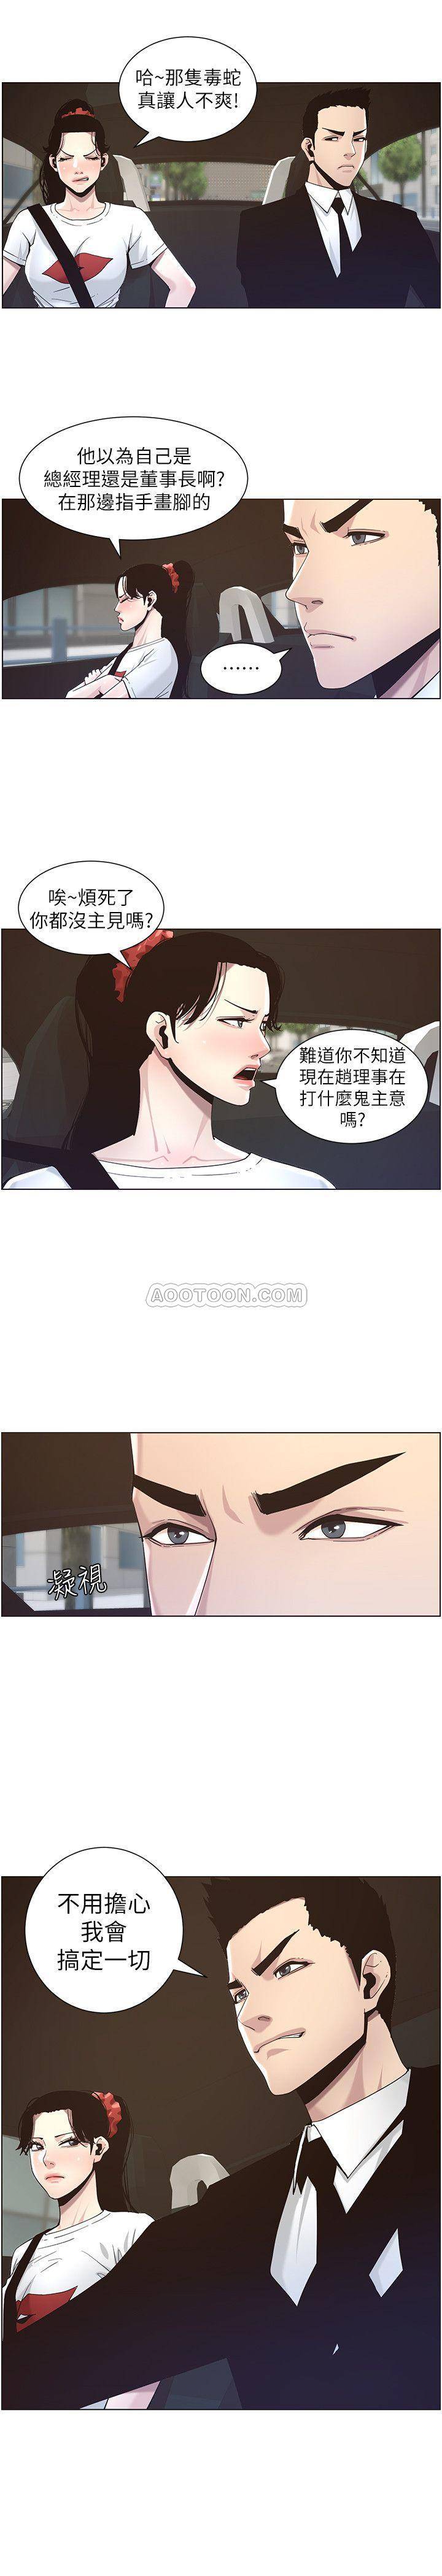 哈~那隻毒蛇
真讓人不爽!
他以為自己是
總經理還是董事長啊?
在那邊指手畫腳的
……
唉~煩死了
你都沒主見嗎?
難道你不知道
現在趙理事在
打什麼鬼主意
嗎?
AOOTOON.COM
凝視
不用擔心
我會
搞定一切